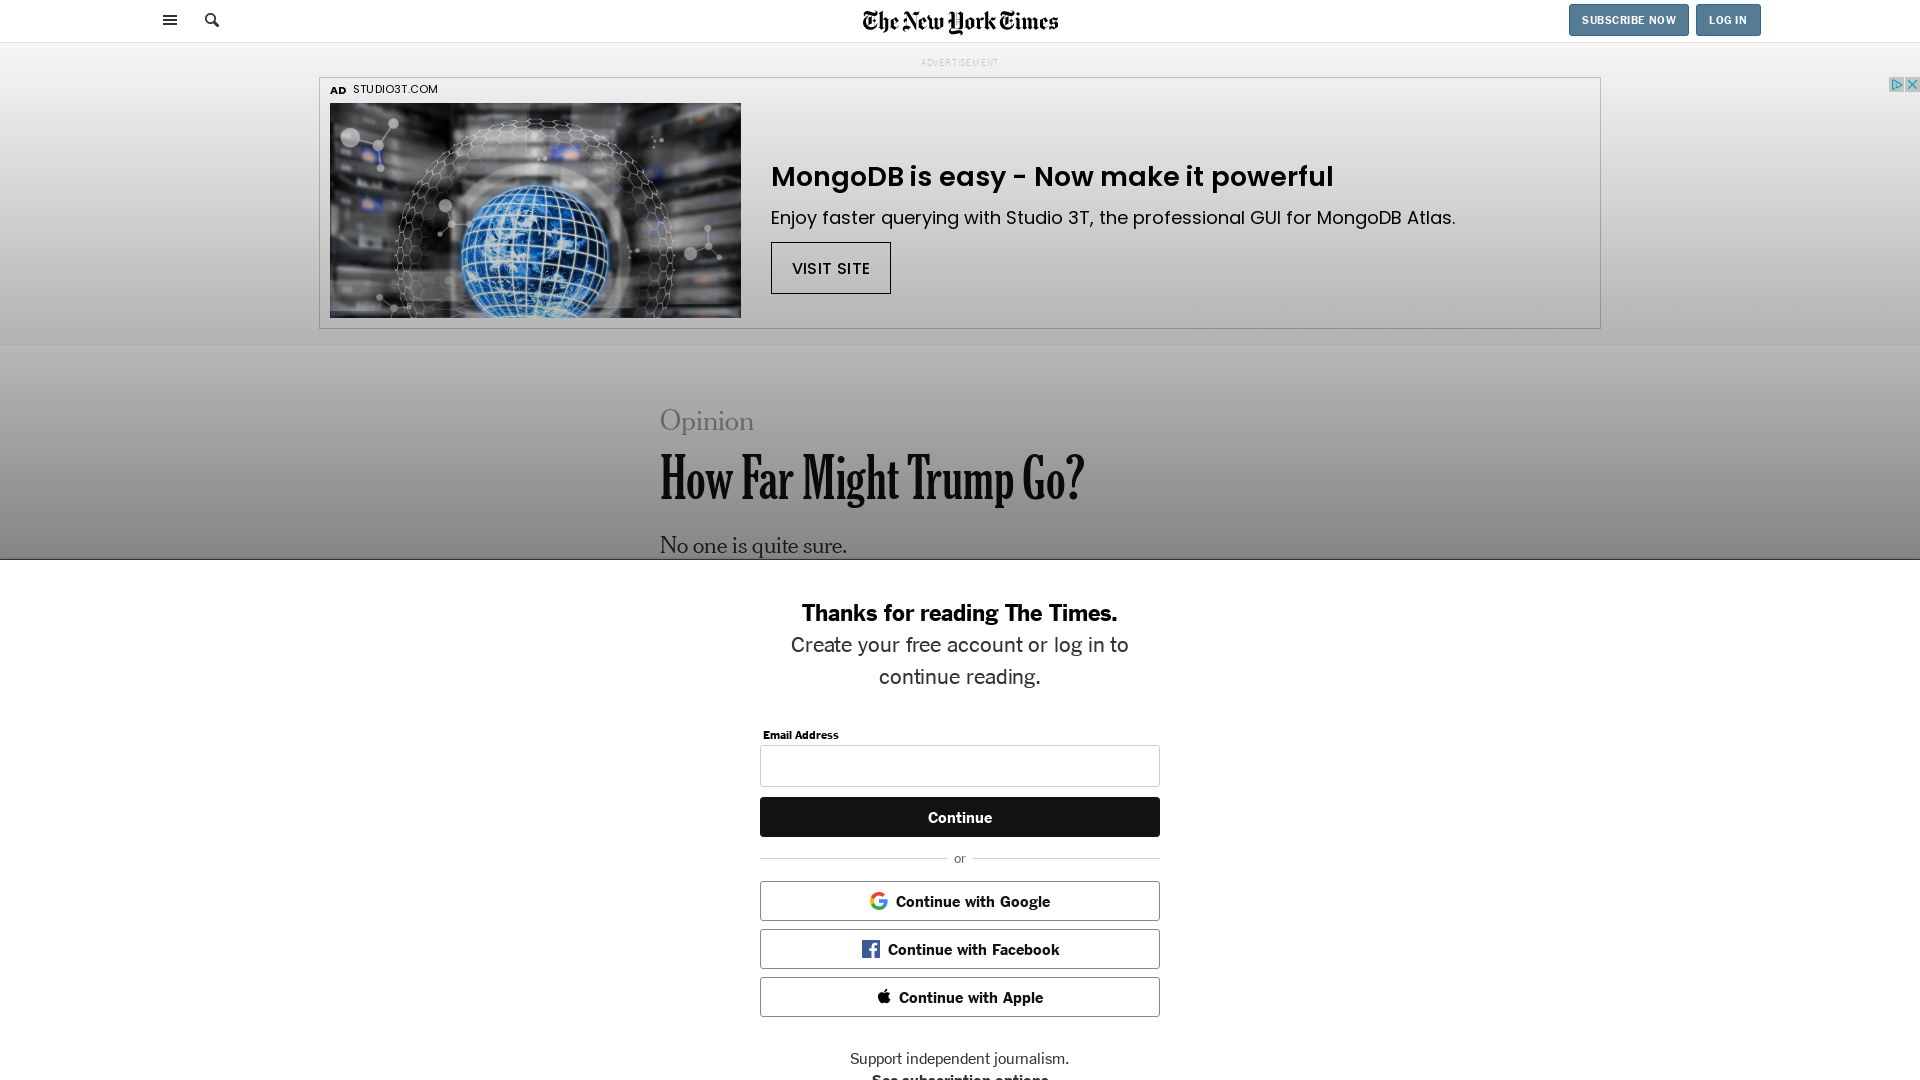 The New York Times
SUBSCRIBE NOW
LOG IN
ADVERTISEMENT
AD STUDIO3T.COM
MongoDB is easy - Now make it powerful
Enjoy faster querying with Studio 3T, the professional GUI for MongoDB Atlas.
VISIT SITE
Opinion
How Far Might Trump Go?
No one is quite sure.
Thanks for reading The Times.
Create your free account or log in to
continue reading.
Email Address
Continue
or
Continue with Google
Continue with Facebook
Continue with Apple
Support independent journalism.
See subscription options